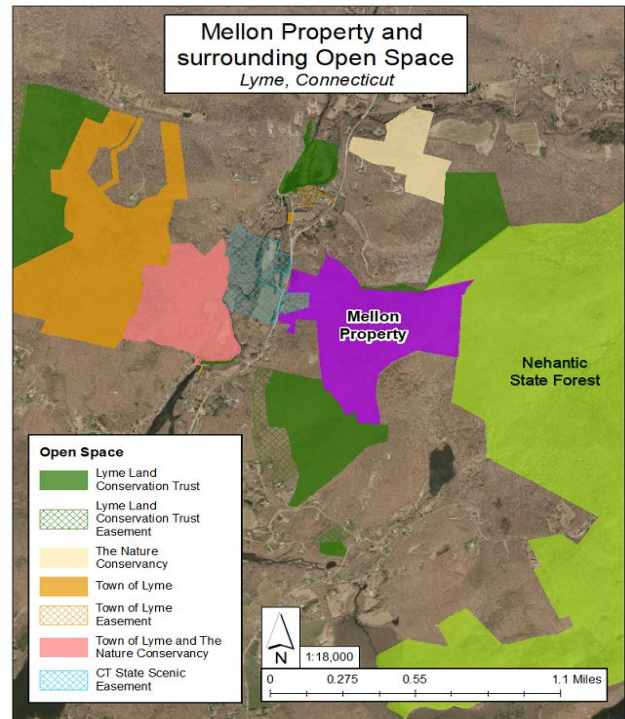 Mellon Property and
surrounding Open Space
Lyme, Connecticut
Mellon
Property
Nehantic
State Forest
Open Space
Lyme Land
Conservation Trust
Lyme Land
Conservation Trust
Easement
The Nature
Conservancy
Town of Lyme
Town of Lyme
Easement
Town of Lyme and The
Nature Conservancy
CT State Scenic
Easement
N
1:18,000
0 0.275 0.55 1.1 Miles